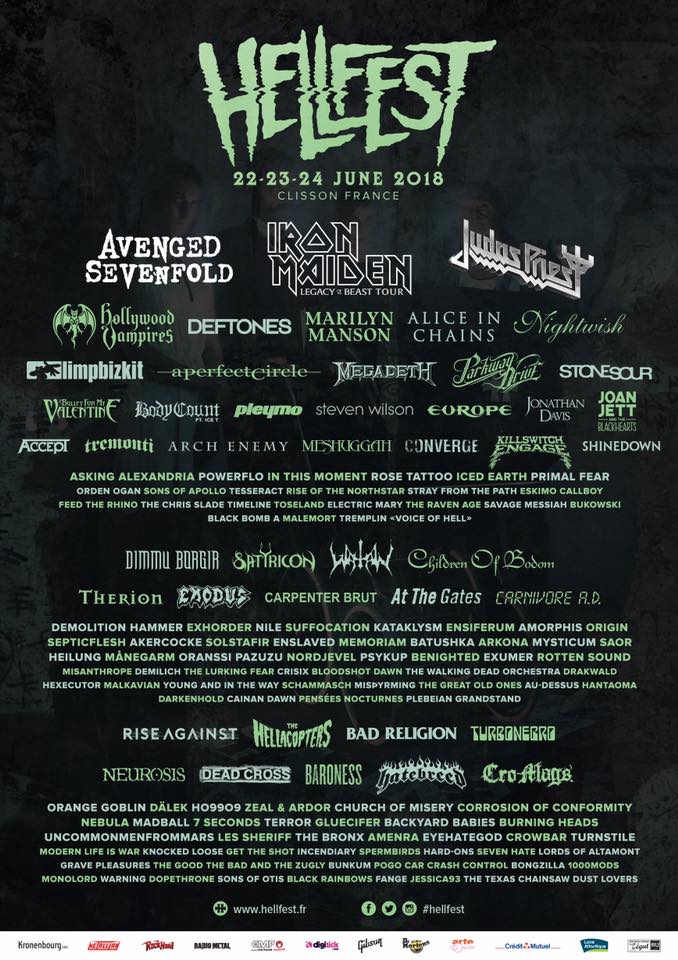 HELLFEST
22-23-24 JUNE 2018
CLISSON FRANCE
AVENGED SEVENFOLD IRON MAIDEN LEGACY OF THE BEAST TOUR Judas Priest
Hollywood Vampires DEFTONES MARILYN MANSON ALICE IN CHAINS Nightwish
limpbizkit aperfectcircle MEGADETH Parkway Drive STONESOUR
BULLET FOR MY VALENTINE BodyCount FT. ICE T pleymo steven wilson EUROPE JONATHAN DAVIS JOAN JETT AND THE BLACKHEARTS
ACCEPT tremonti ARCH ENEMY MESHUGGAH CONVERGE KILLSWITCH ENGAGE SHINEDOWN
ASKING ALEXANDRIA POWERFLO IN THIS MOMENT ROSE TATTOO ICED EARTH PRIMAL FEAR
ORDEN OGAN SONS OF APOLLO TESSERACT RISE OF THE NORTHSTAR STRAY FROM THE PATH ESKIMO CALLBOY
FEED THE RHINO THE CHRIS SLADE TIMELINE TOSELAND ELECTRIC MARY THE RAVEN AGE SAVAGE MESSIAH BUKOWSKI
BLACK BOMB A MALEMORT TREMPLIN «VOICE OF HELL»
DIMMU BORGIR SATYRICON WATAIN Children Of Bodom
THERION EXODUS CARPENTER BRUT At The Gates CARNIVORE A.D.
DEMOLITION HAMMER EXHORDER NILE SUFFOCATION KATAKLYSM ENSIFERUM AMORPHIS ORIGIN
SEPTICFLESH AKERCOCKE SOLSTAFIR ENSLAVED MEMORIAM BATUSHKA ARKONA MYSTICUM SAOR
HEILUNG MÅNEGARM ORANSSI PAZUZU NORDJEVEL PSYKUP BENIGHTED EXUMER ROTTEN SOUND
MISANTHROPE DEMILICH THE LURKING FEAR CRISIX BLOODSHOT DAWN THE WALKING DEAD ORCHESTRA DRAKWALD
HEXECUTOR MALKAVIAN YOUNG AND IN THE WAY SCHAMMASCH MISÞYRMING THE GREAT OLD ONES AU-DESSUS HANTAOMA
DARKENHOLD CAINAN DAWN PENSÉES NOCTURNES PLEBEIAN GRANDSTAND
RISE AGAINST THE HELLACOPTERS BAD RELIGION TURBONEGRO
NEUROSIS DEAD CROSS BARONESS Hatebreed Cro-Mags
ORANGE GOBLIN DÄLEK HO99O9 ZEAL & ARDOR CHURCH OF MISERY CORROSION OF CONFORMITY
NEBULA MADBALL 7 SECONDS TERROR GLUECIFER BACKYARD BABIES BURNING HEADS
UNCOMMONMENFROMMARS LES SHERIFF THE BRONX AMENRA EYEHATEGOD CROWBAR TURNSTILE
MODERN LIFE IS WAR KNOCKED LOOSE GET THE SHOT INCENDIARY SPERMBIRDS HARD-ONS SEVEN HATE LORDS OF ALTAMONT
GRAVE PLEASURES THE GOOD THE BAD AND THE ZUGLY BUNKUM POGO CAR CRASH CONTROL BONGZILLA 1000MODS
MONOLORD WARNING DOPETHRONE SONS OF OTIS BLACK RAINBOWS FANGE JESSICA93 THE TEXAS CHAINSAW DUST LOVERS
www.hellfest.fr #hellfest
Kronenbourg METALLIAN RockHard RADIO METAL EMP digitick Gibson Dr. Martens arte Crédit Mutuel Loire Atlantique Légal